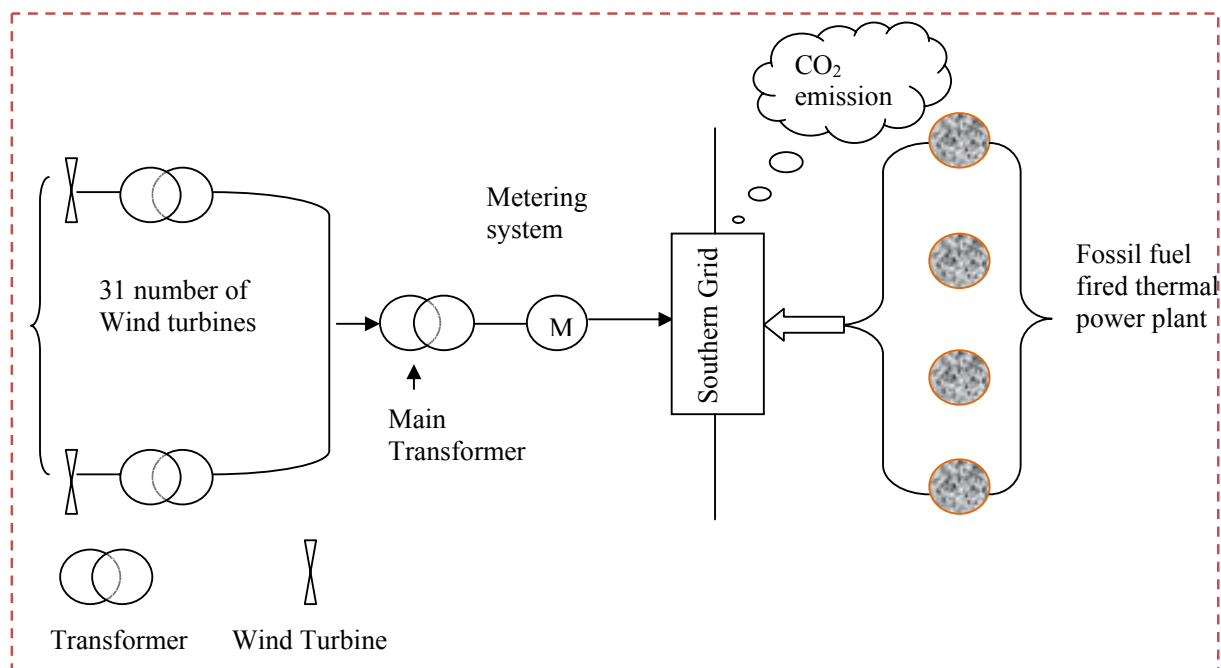 CO₂
emission
Metering
system
31 number of
Wind turbines
M
Southern Grid
Fossil fuel
fired thermal
power plant
Main
Transformer
Transformer
Wind Turbine